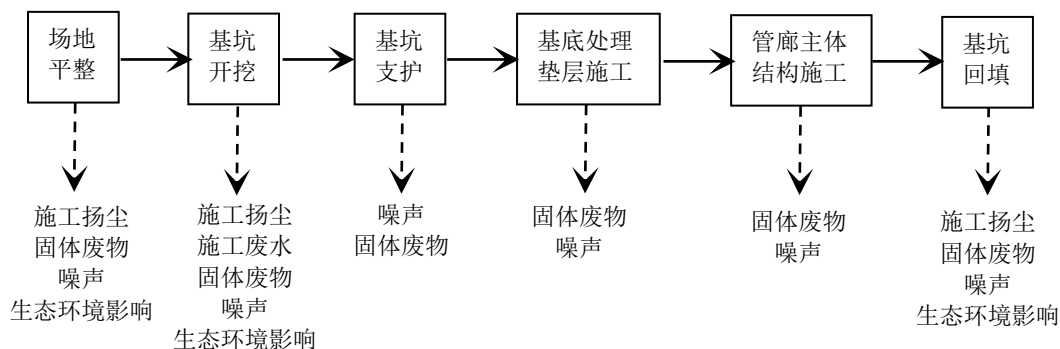 场地
平整
基坑
开挖
基坑
支护
基底处理
垫层施工
管廊主体
结构施工
基坑
回填
施工扬尘
固体废物
噪声
生态环境影响
施工扬尘
施工废水
固体废物
噪声
生态环境影响
噪声
固体废物
固体废物
噪声
固体废物
噪声
施工扬尘
固体废物
噪声
生态环境影响